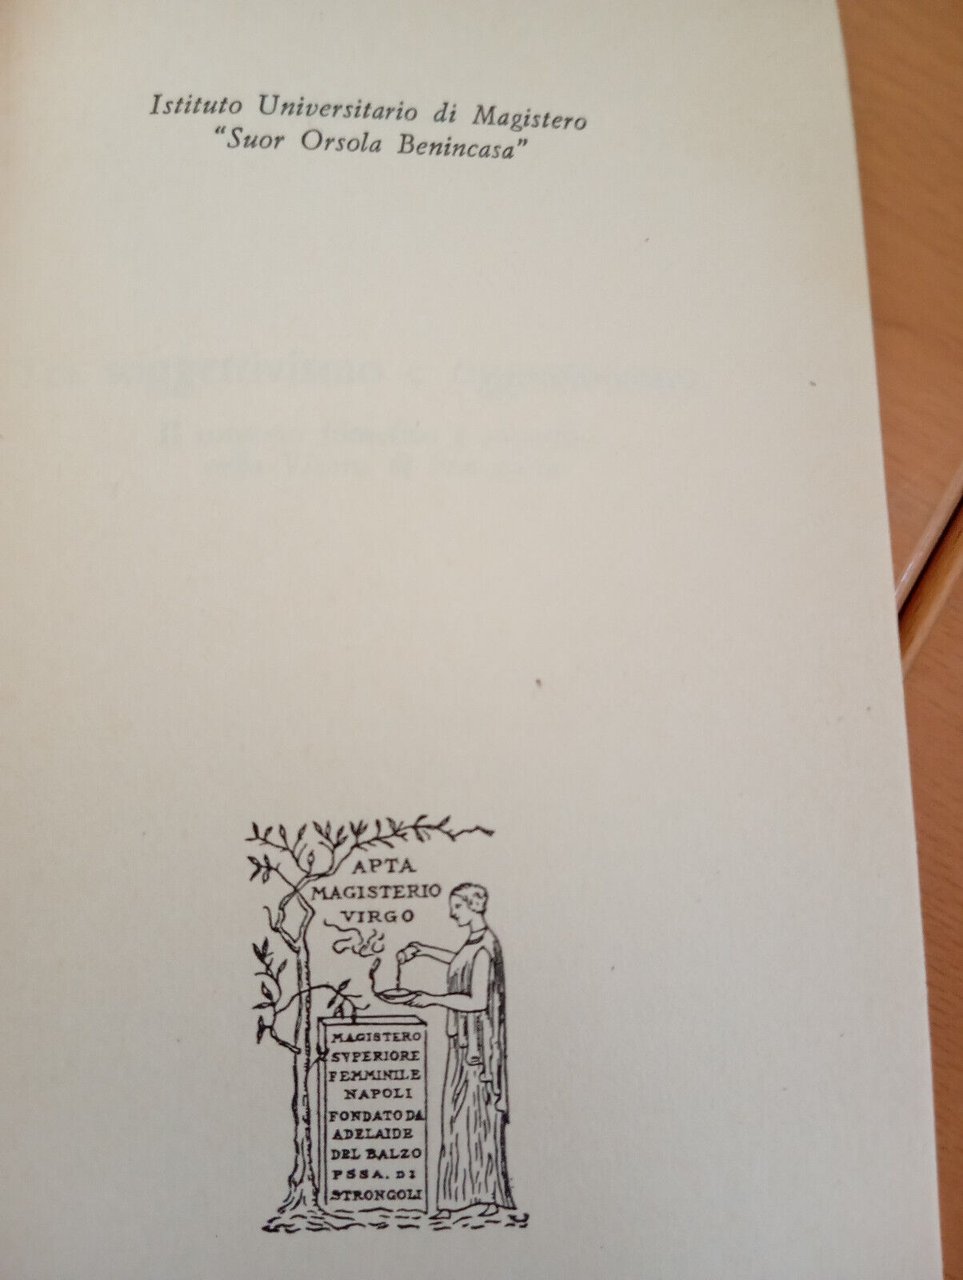 Istituto Universitario di Magistero
“Suor Orsola Benincasa”
APTA
MAGISTERIO
VIRGO
MAGISTERO
SVPERIORE
FEMMINILE
NAPOLI
FONDATO DA
ADELAIDE
DEL BALZO
PSSA. DI
STRONGOLI